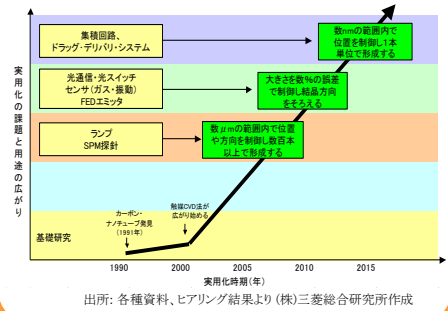 集積回路、
ドラッグ・デリバリ・システム
数nmの範囲内で
位置を制御し1本
単位で形成する
光通信・光スイッチ
センサ(ガス・振動)
FEDエミッタ
大きさを数%の誤差
で制御し結晶方向
をそろえる
ランプ
SPM探針
数μmの範囲内で位置
や方向を制御し数百本
以上で形成する
実用化の課題と用途の広がり
カーボン・
ナノチューブ発見
(1991年)
触媒CVD法が
広がり始める
基礎研究
1990
2000
2005
2010
2015
実用化時期(年)
出所: 各種資料、ヒアリング結果より(株)三菱総合研究所作成